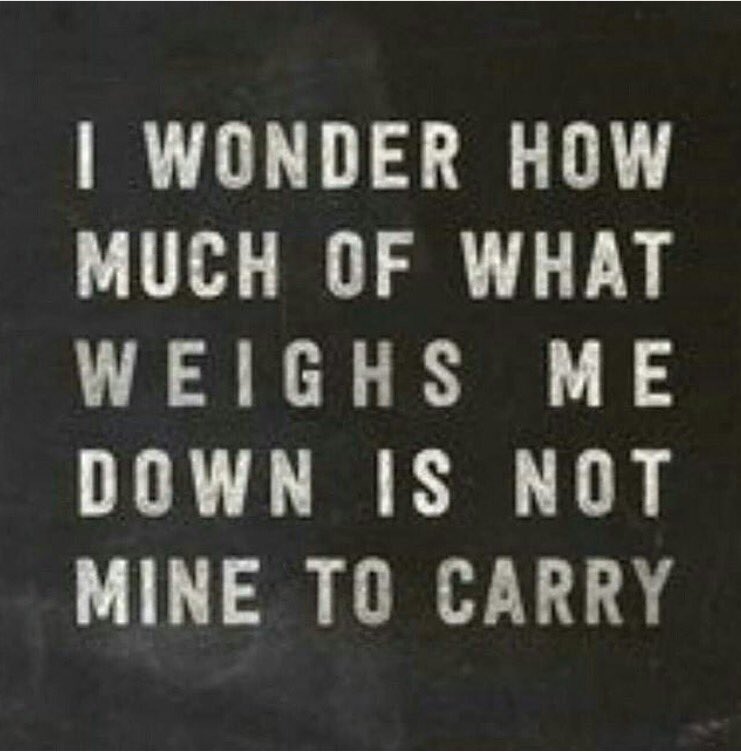 I WONDER HOW
MUCH OF WHAT
WEIGHS ME
DOWN IS NOT
MINE TO CARRY